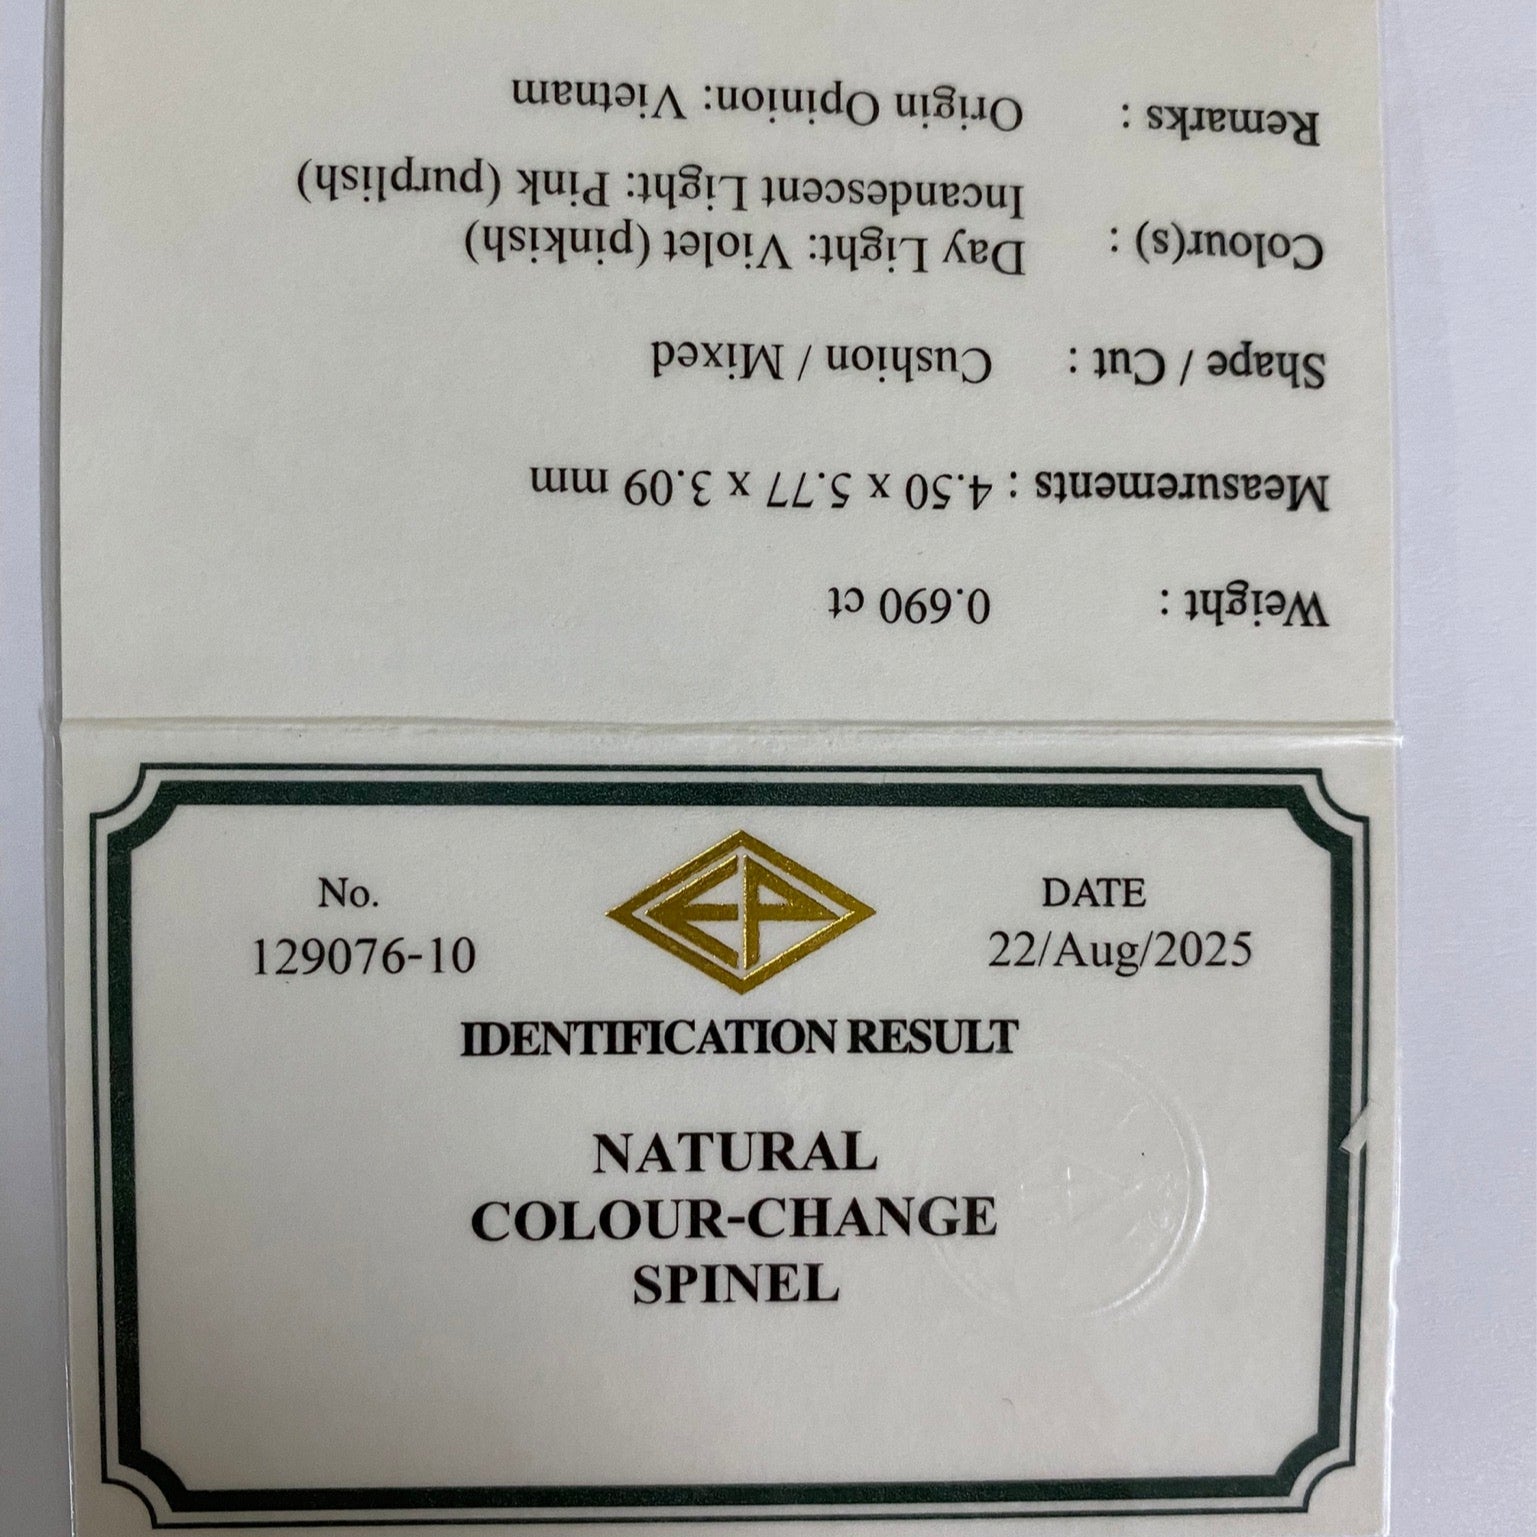 No.
129076-10
EP
DATE
22/Aug/2025
IDENTIFICATION RESULT
NATURAL
COLOUR-CHANGE
SPINEL
Weight : 0.690 ct
Measurements : 4.50 x 5.77 x 3.09 mm
Shape / Cut : Cushion / Mixed
Colour(s) : Day Light: Violet (pinkish)
Incandescent Light: Pink (purplish)
Remarks : Origin Opinion: Vietnam